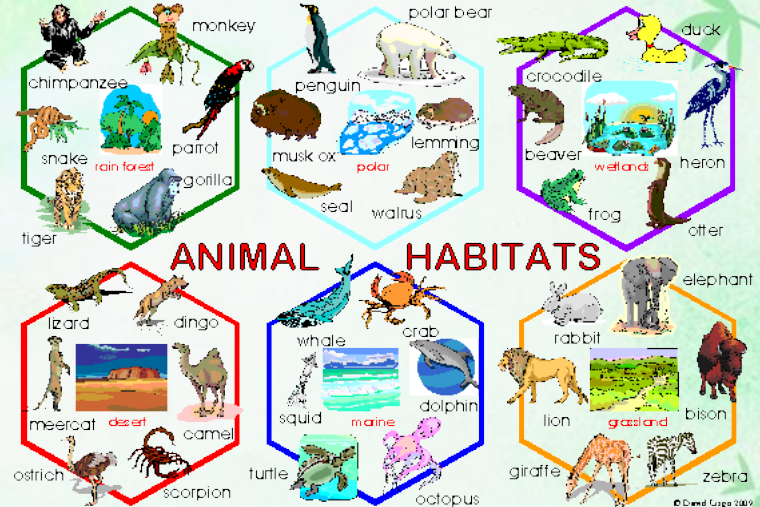 monkey
chimpanzee
parrot
snake
rain forest
gorilla
tiger
polar bear
penguin
musk ox
lemming
polar
seal
walrus
duck
crocodile
beaver
heron
wetlands
frog
otter
ANIMAL HABITATS
lizard
dingo
meercat
desert
camel
ostrich
scorpion
whale
crab
squid
marine
dolphin
turtle
octopus
elephant
rabbit
lion
grassland
bison
giraffe
zebra
2009